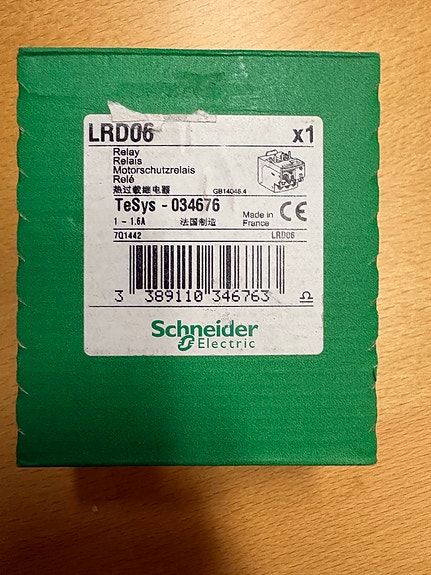 LRD06 x1
Relay
Relais
Motorschutzrelais
Relé
热过载继电器 GB14048.4
TeSys - 034676
1 - 1.6A 法国制造 Made in France CE
7Q1442 LRD06
3 389110 346763
Schneider
Electric